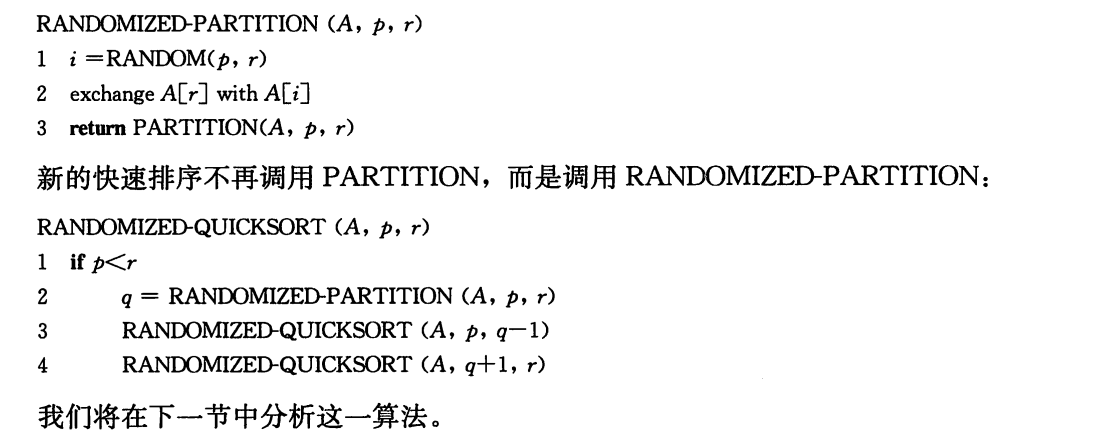 RANDOMIZED-PARTITION (A, p, r)
1 i =RANDOM(p, r)
2 exchange A[r] with A[i]
3 return PARTITION(A, p, r)
新的快速排序不再调用 PARTITION，而是调用 RANDOMIZED-PARTITION：
RANDOMIZED-QUICKSORT (A, p, r)
1 if p<r
2 q = RANDOMIZED-PARTITION (A, p, r)
3 RANDOMIZED-QUICKSORT (A, p, q−1)
4 RANDOMIZED-QUICKSORT (A, q+1, r)
我们将在下一节中分析这一算法。